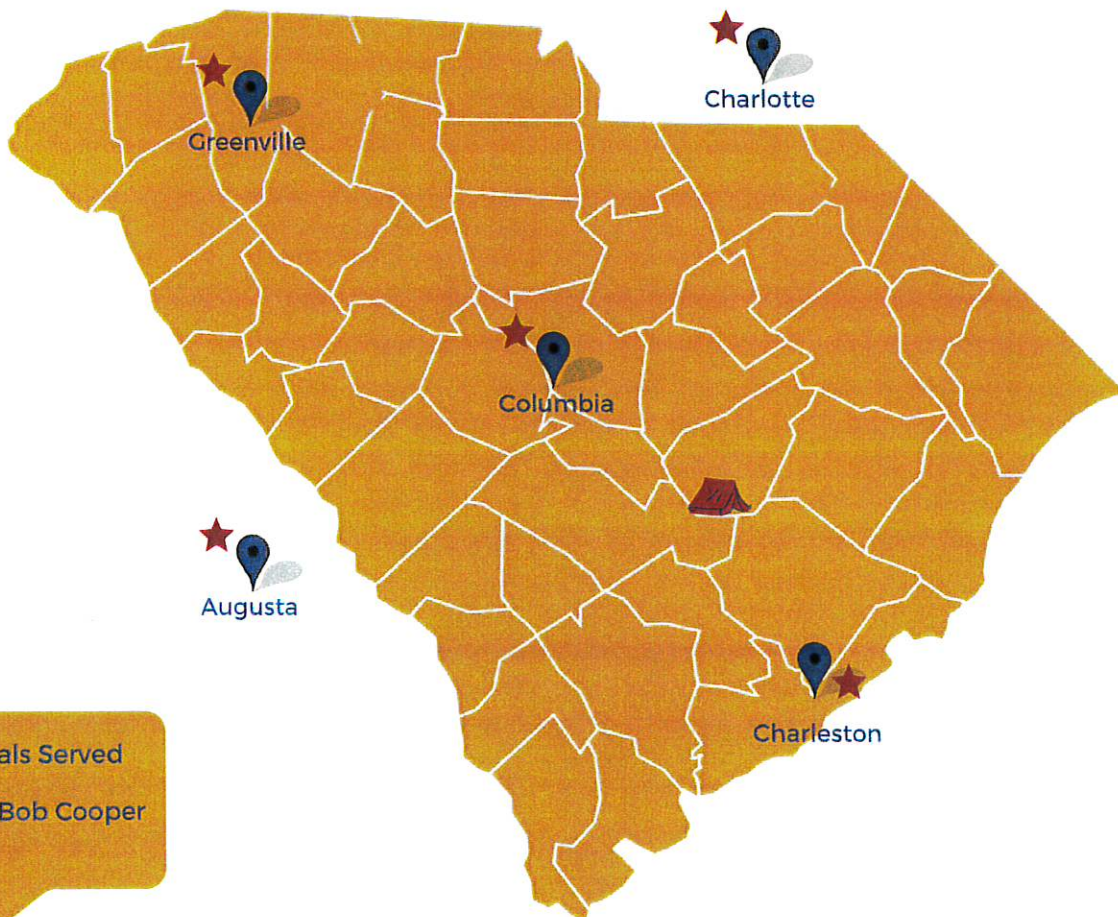 Charlotte
Greenville
Columbia
Augusta
Charleston
als Served
Bob Cooper